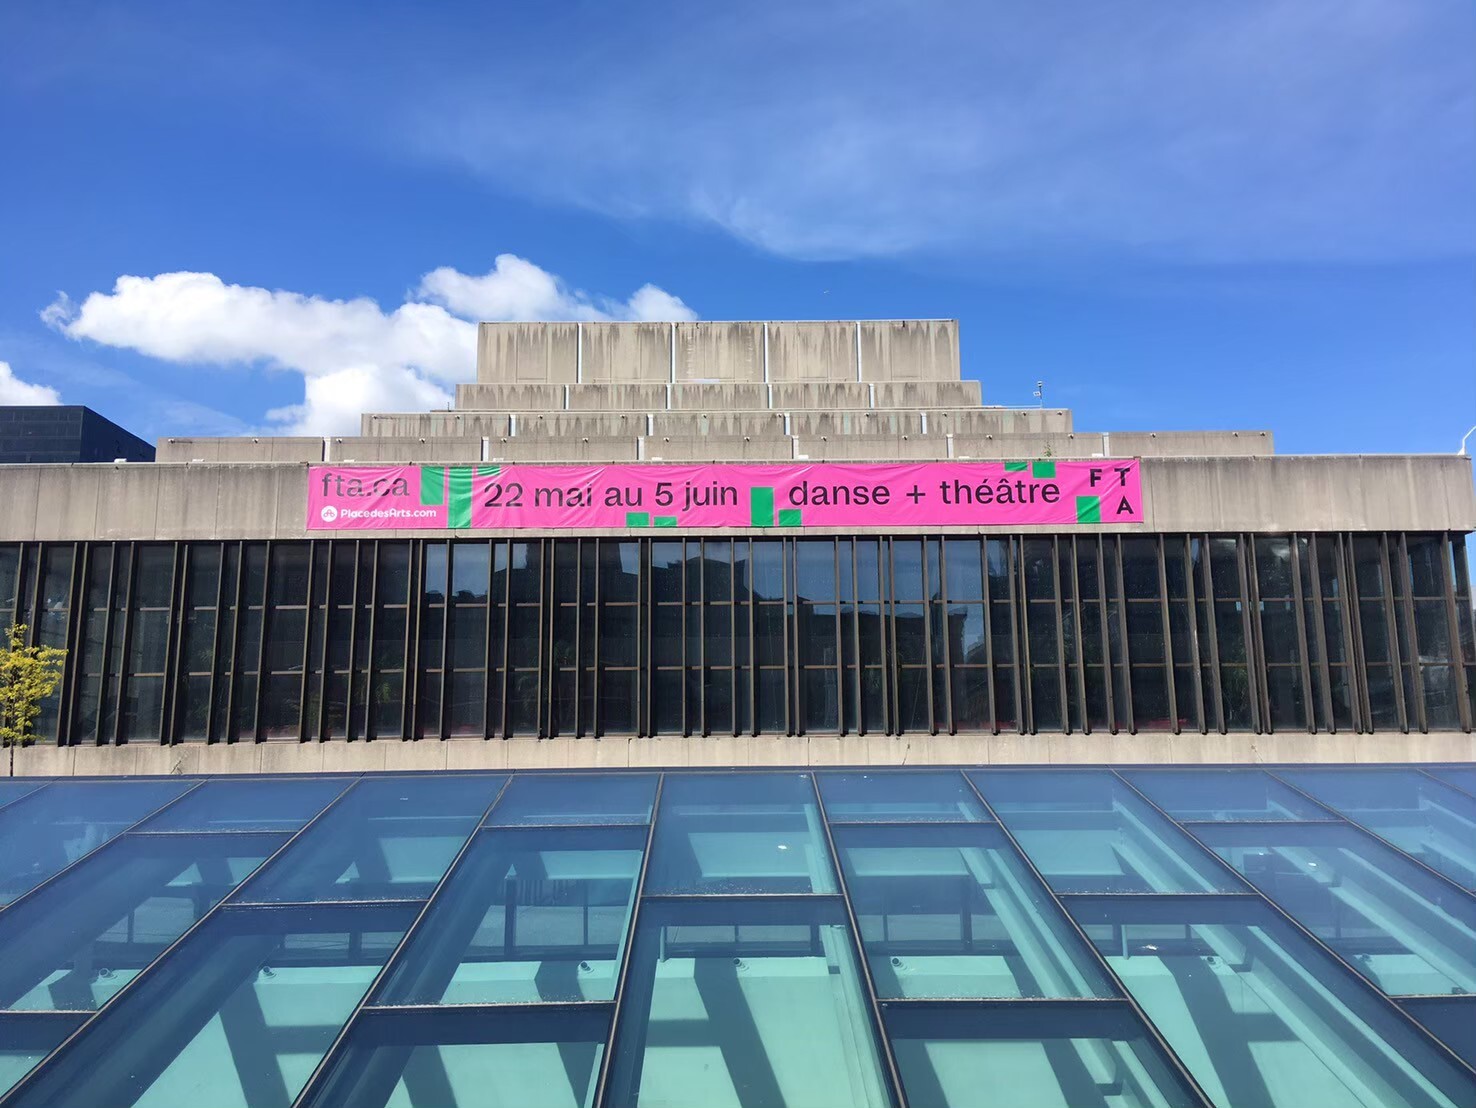 fta.ca
PlacedesArts.com
22 mai au 5 juin
danse + théâtre
F T
A